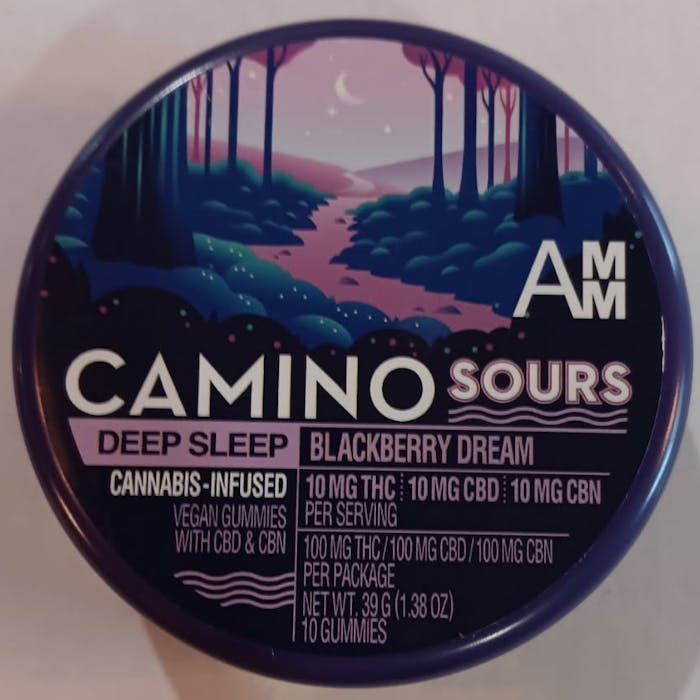 AMM
CAMINO SOURS
DEEP SLEEP BLACKBERRY DREAM
CANNABIS-INFUSED
VEGAN GUMMIES
WITH CBD & CBN
10 MG THC 10 MG CBD 10 MG CBN
PER SERVING
100 MG THC / 100 MG CBD / 100 MG CBN
PER PACKAGE
NET WT. 39 G (1.38 OZ)
10 GUMMIES